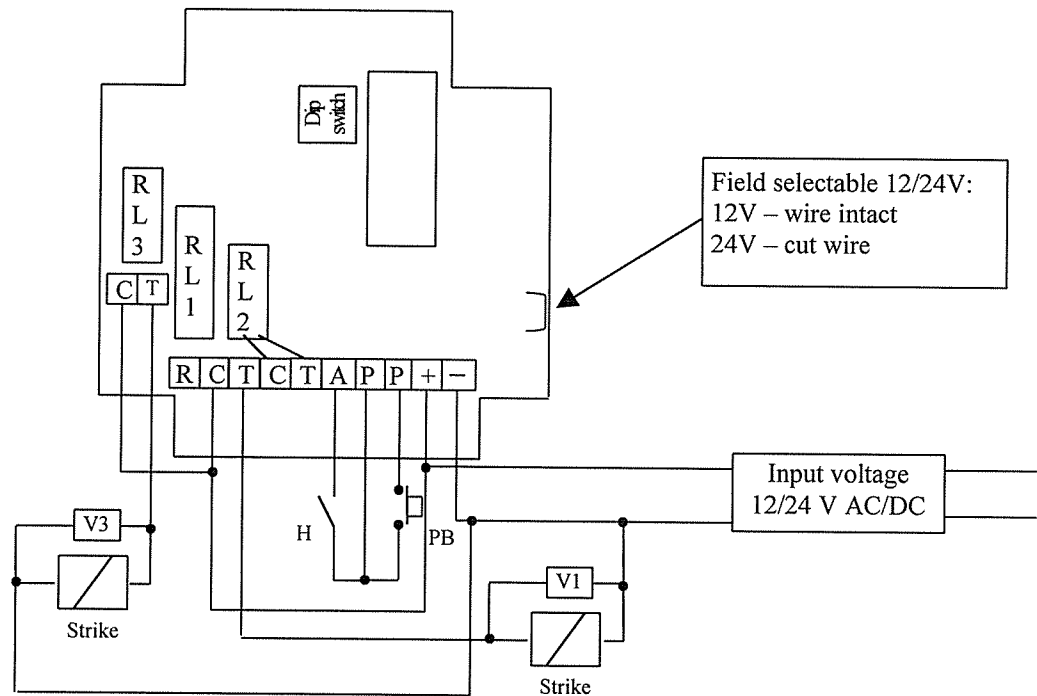 Dip
switch
R
L
3
R
L
1
R
L
2
C T
R C T C T A P P + −
Field selectable 12/24V:
12V – wire intact
24V – cut wire
Input voltage
12/24 V AC/DC
V3
H
PB
V1
Strike
Strike